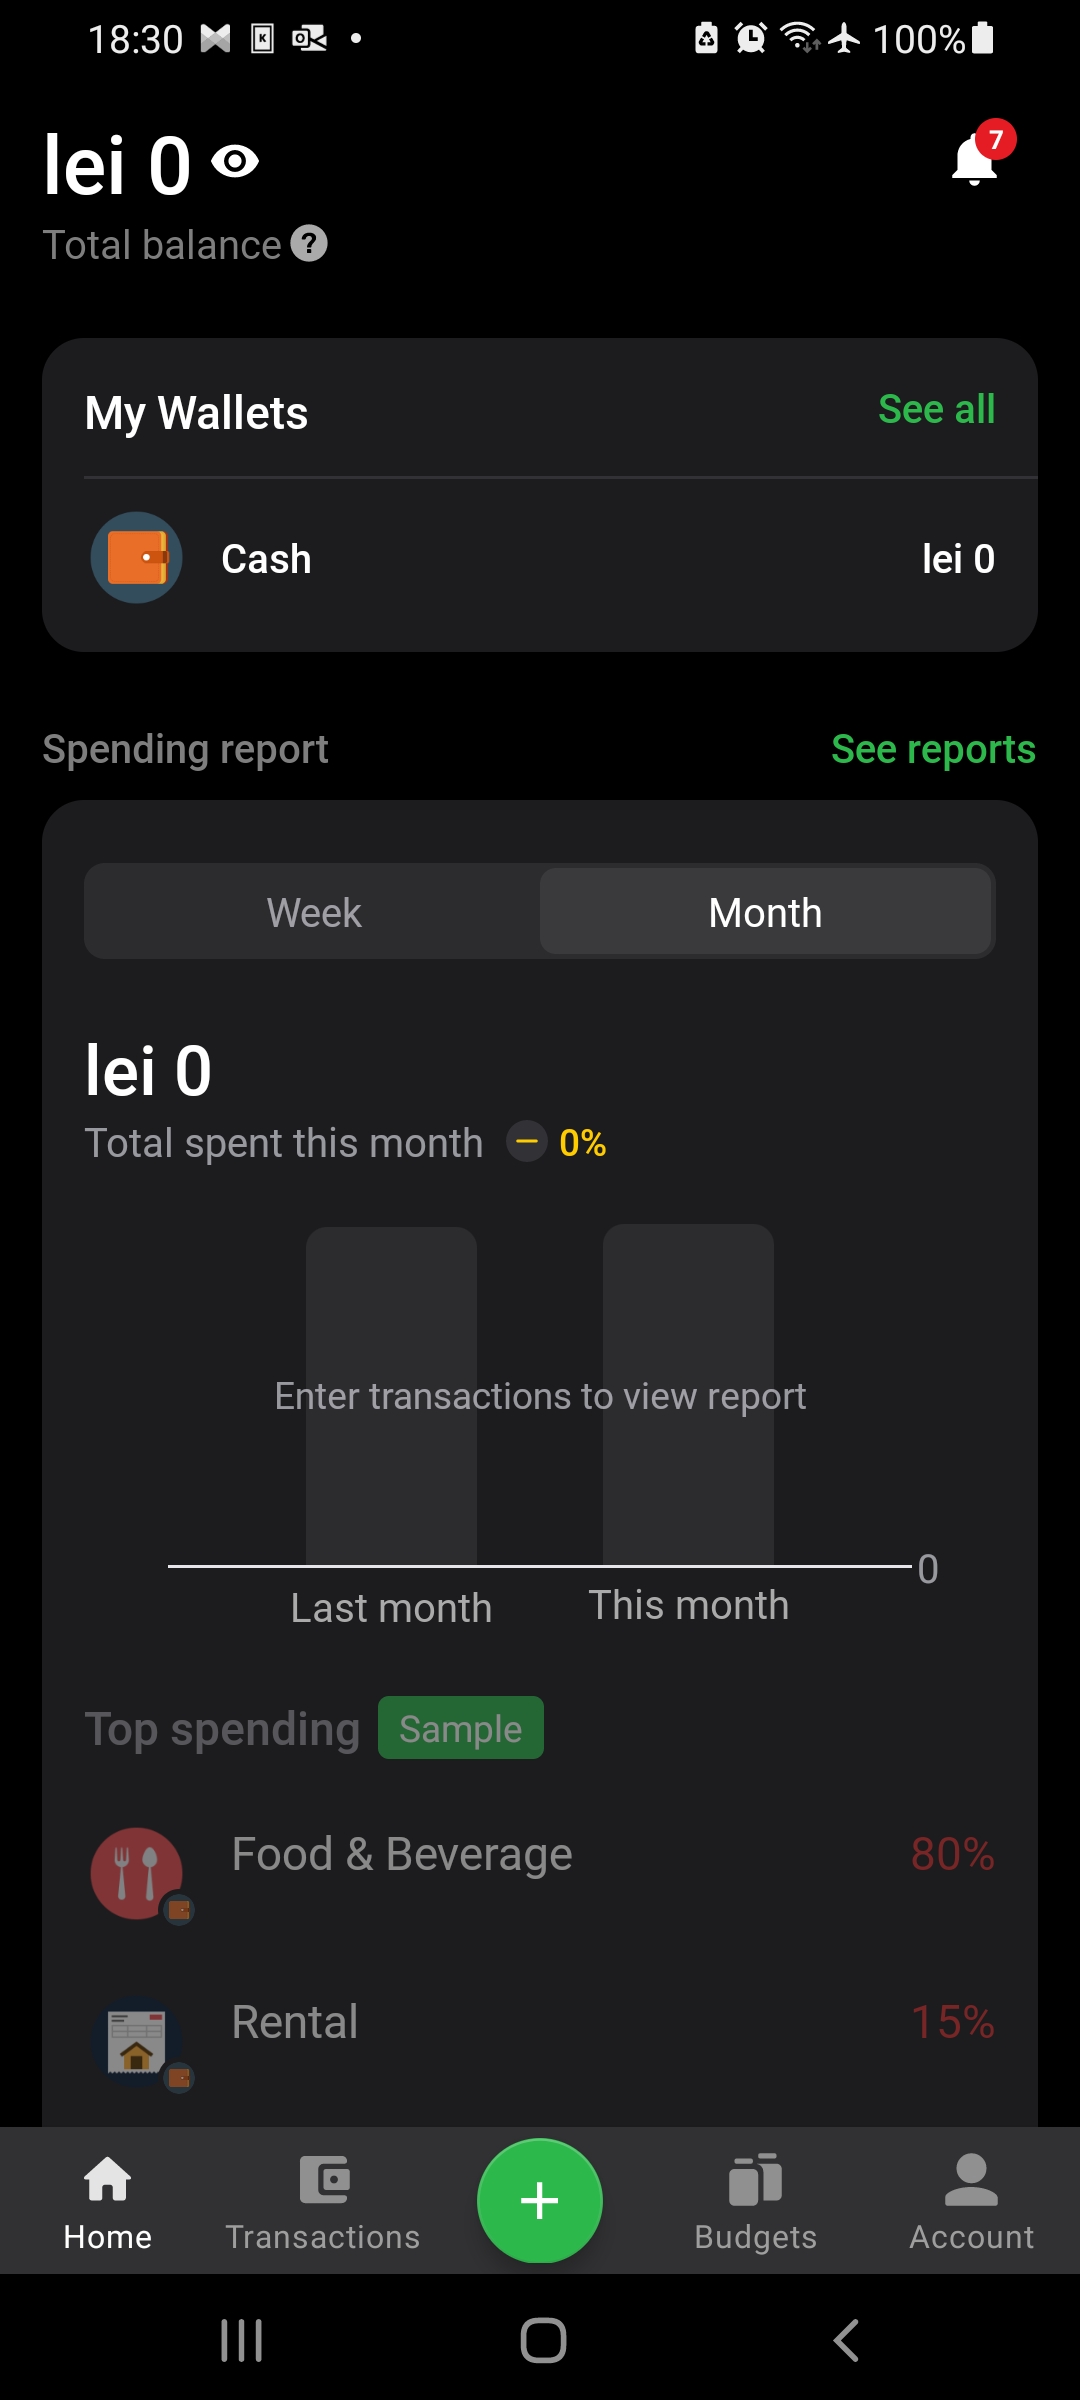 18:30 100%
lei 0
7
Total balance ?
My Wallets See all
Cash lei 0
Spending report See reports
Week Month
lei 0
Total spent this month 0%
Enter transactions to view report
0
Last month This month
Top spending Sample
Food & Beverage 80%
Rental 15%
Home Transactions + Budgets Account